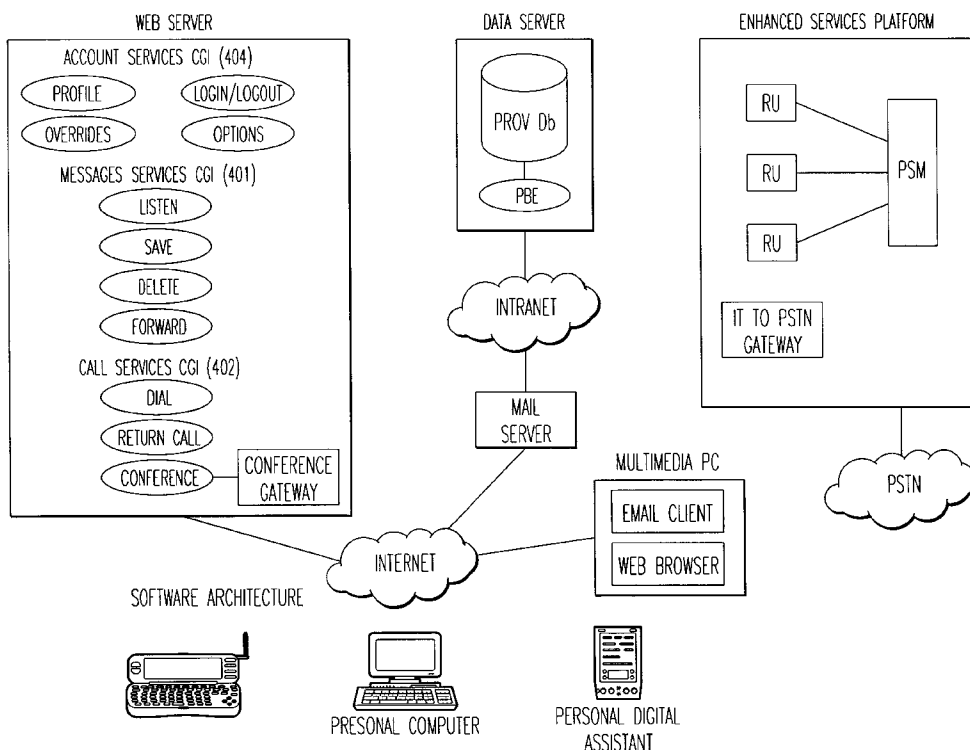 WEB SERVER
ACCOUNT SERVICES CGI (404)
PROFILE
LOGIN/LOGOUT
OVERRIDES
OPTIONS
MESSAGES SERVICES CGI (401)
LISTEN
SAVE
DELETE
FORWARD
CALL SERVICES CGI (402)
DIAL
RETURN CALL
CONFERENCE
CONFERENCE
GATEWAY
DATA SERVER
PROV Db
PBE
INTRANET
MAIL
SERVER
ENHANCED SERVICES PLATFORM
RU
RU
RU
PSM
IT TO PSTN
GATEWAY
PSTN
MULTIMEDIA PC
EMAIL CLIENT
WEB BROWSER
INTERNET
SOFTWARE ARCHITECTURE
PRESONAL COMPUTER
PERSONAL DIGITAL
ASSISTANT